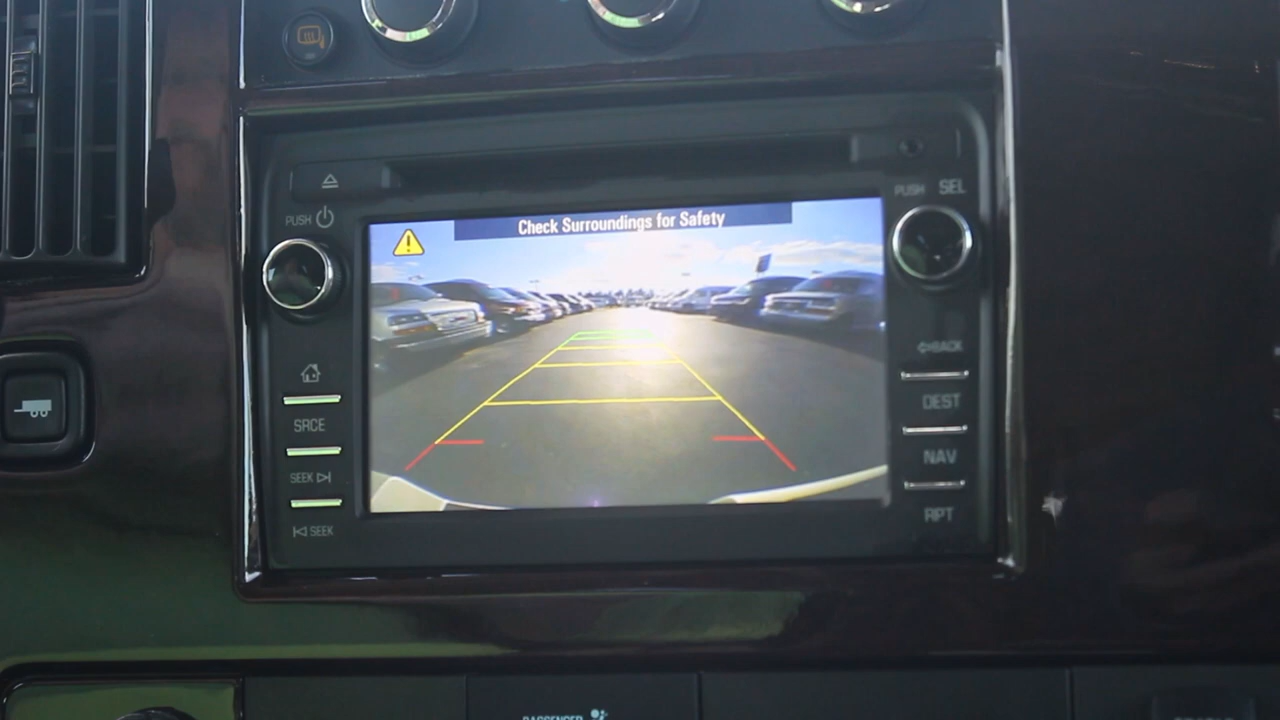 PUSH
PUSH SEL
Check Surroundings for Safety
BACK
SRCE
DEST
SEEK
NAV
SEEK
RPT
PASSENGER